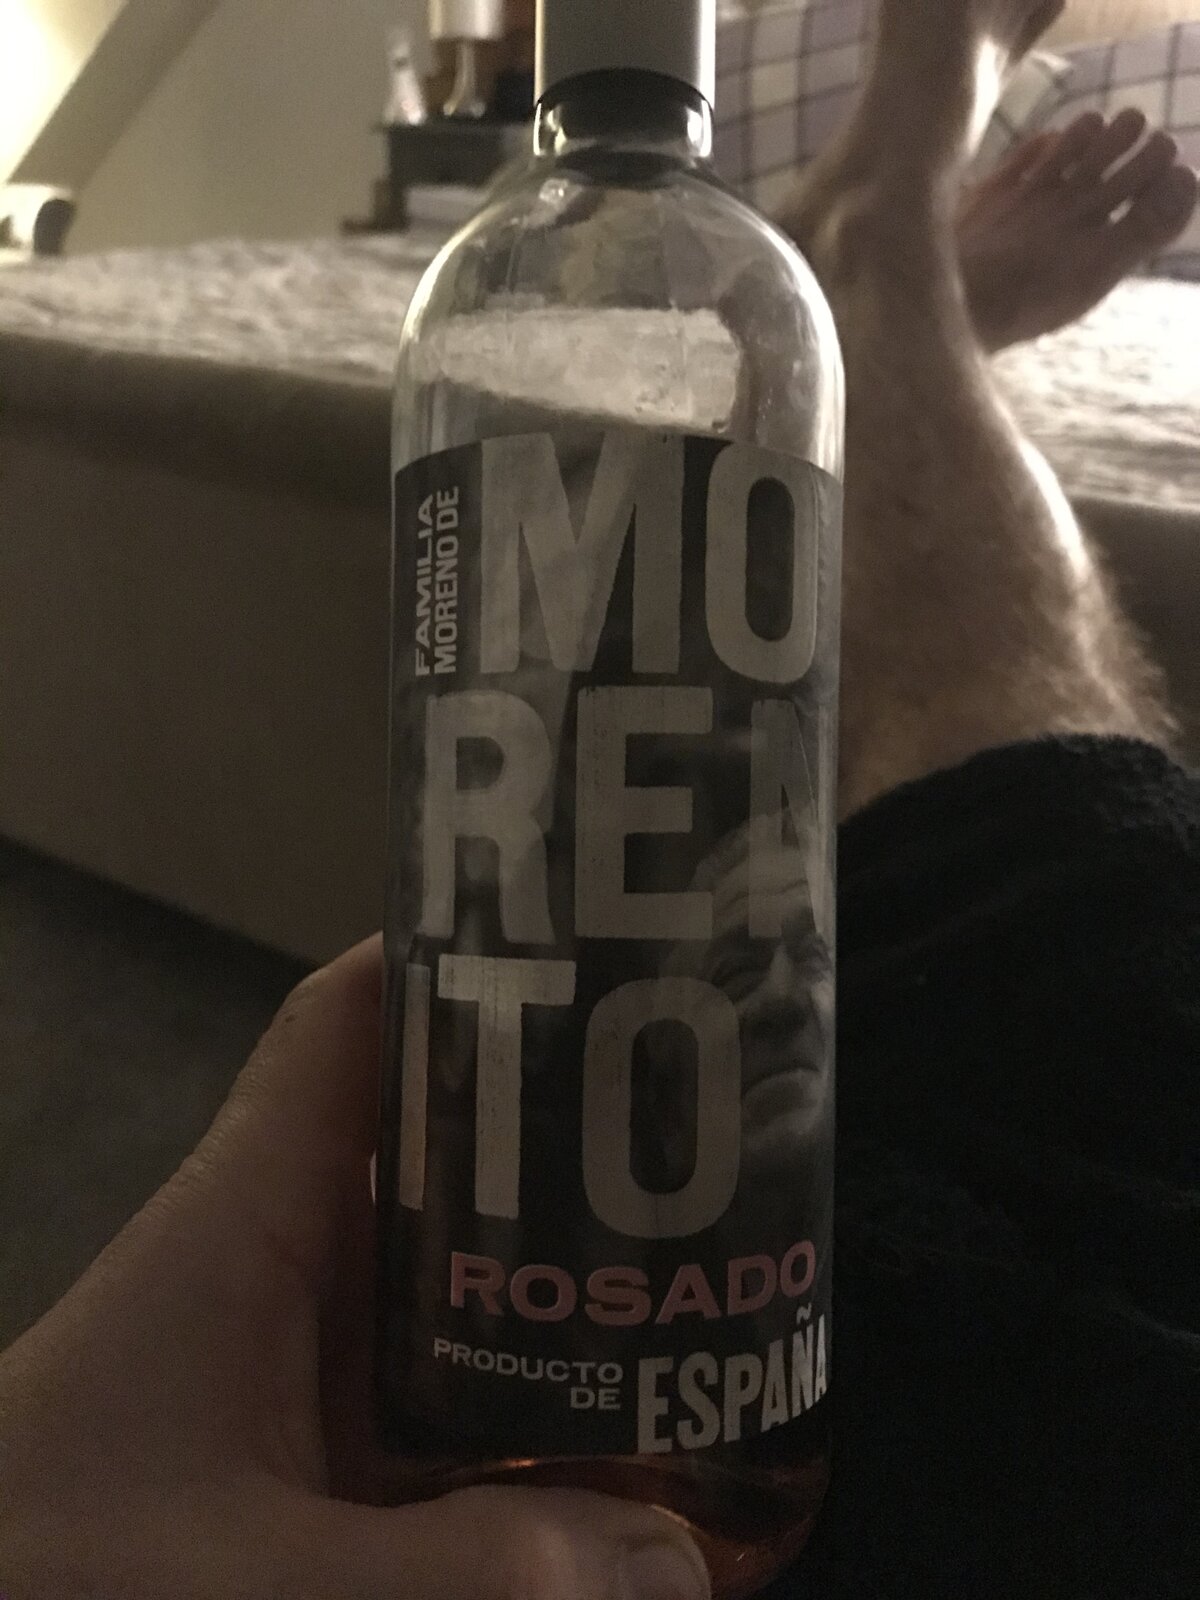 FAMILIA
MORENO DE
MO
REN
ITO
ROSADO
PRODUCTO
DE
ESPAÑA